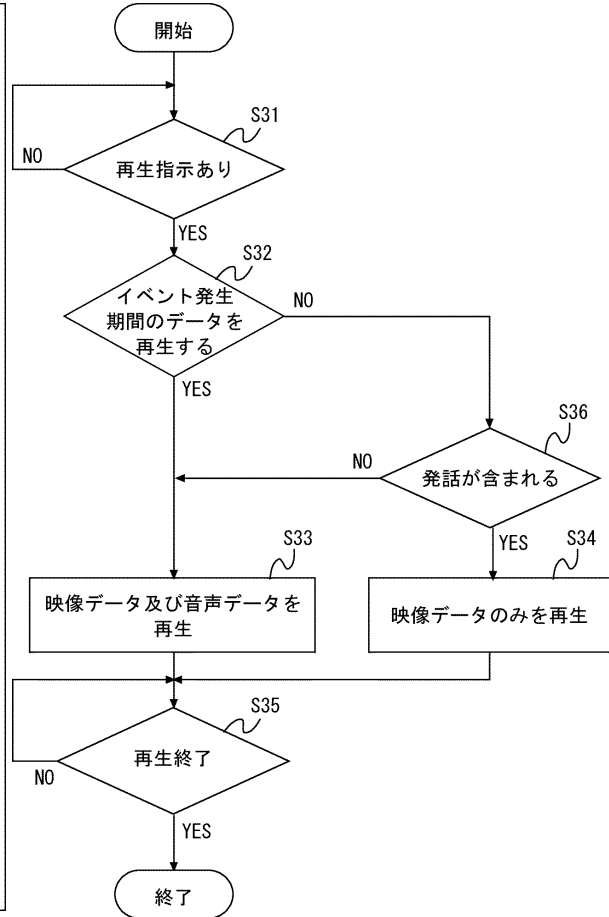 開始
S31
再生指示あり
NO
YES
S32
イベント発生
期間のデータを
再生する
NO
YES
S36
発話が含まれる
NO
YES
S33
映像データ及び音声データを
再生
S34
映像データのみを再生
S35
再生終了
NO
YES
終了